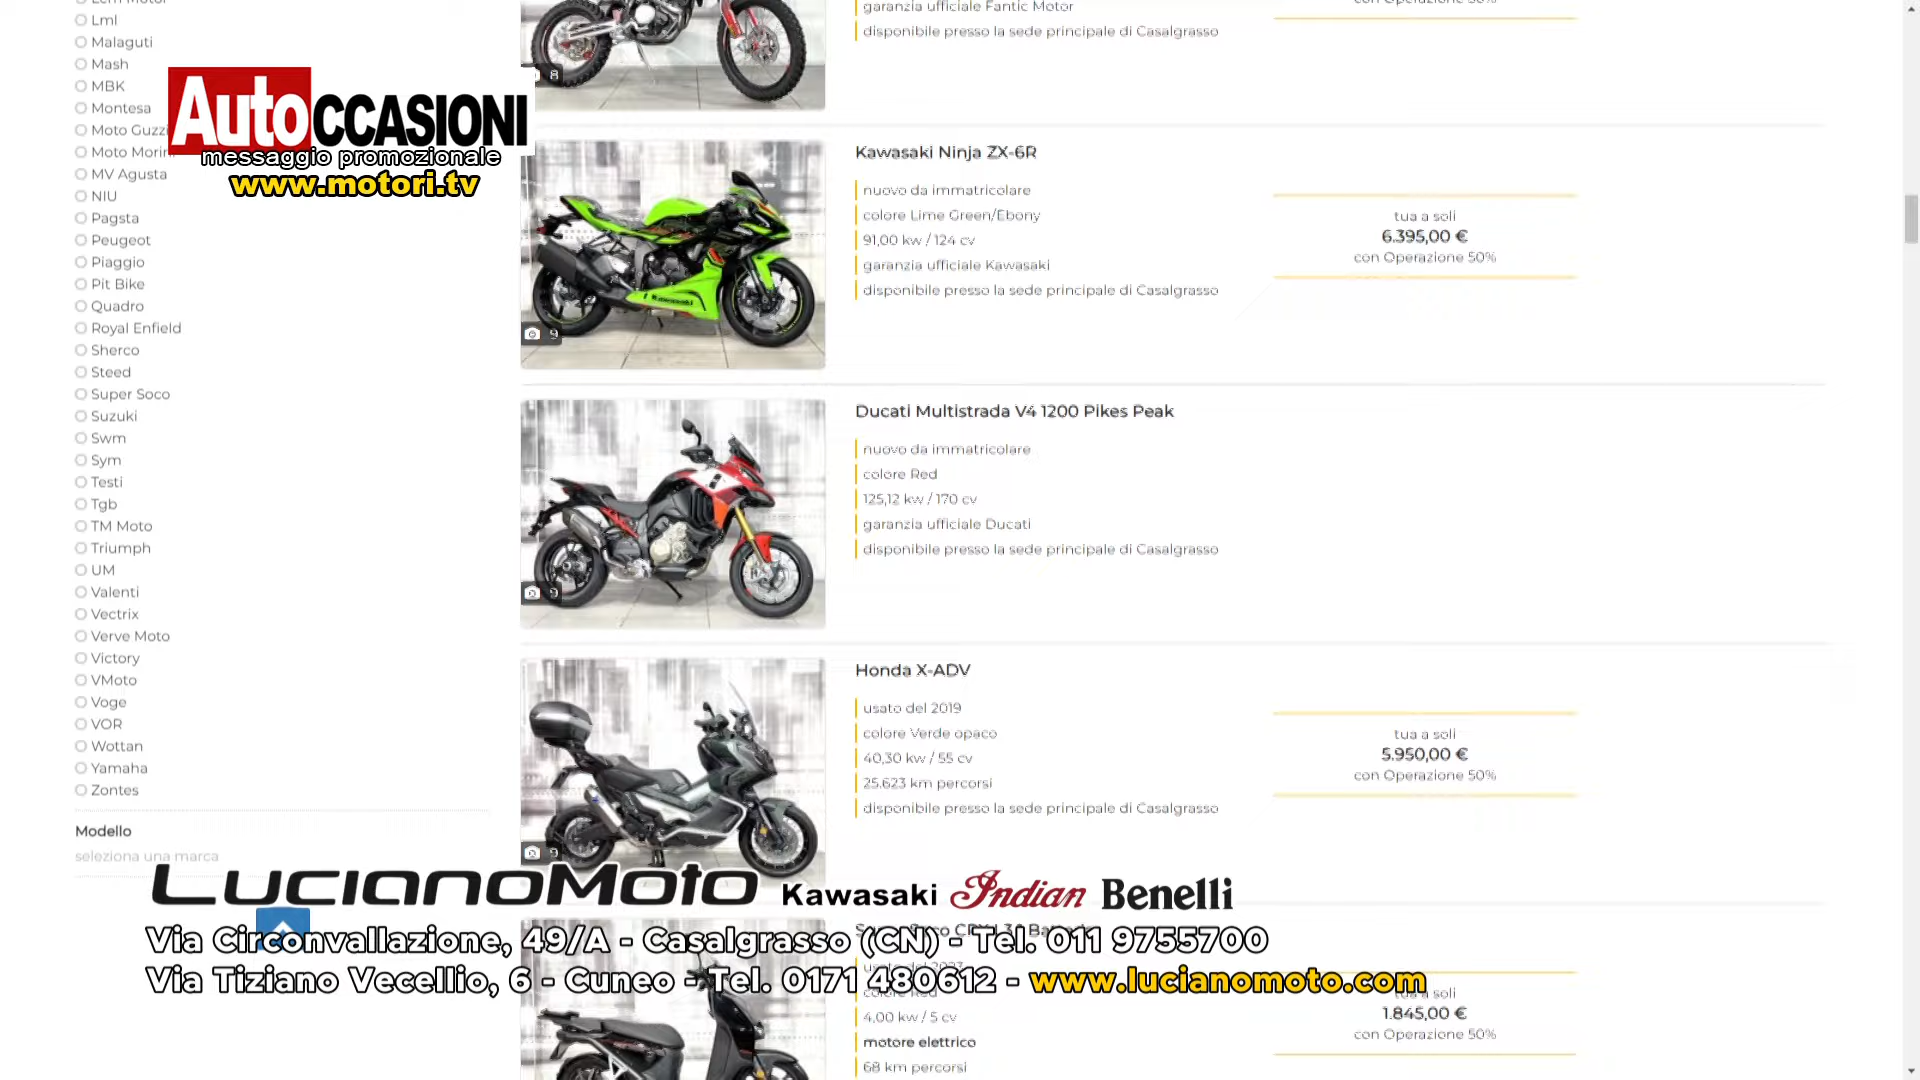 Lml
Malaguti
Mash
MBK
Montesa
Moto Guzzi
Moto Morini
MV Agusta
NIU
Pagsta
Peugeot
Piaggio
Pit Bike
Quadro
Royal Enfield
Sherco
Steed
Super Soco
Suzuki
Swm
Sym
Testi
Tgb
TM Moto
Triumph
UM
Valenti
Vectrix
Verve Moto
Victory
VMoto
Voge
VOR
Wottan
Yamaha
Zontes
Modello
seleziona una marca
AutOCCASIONI
messaggio promozionale
www.motori.tv
garanzia ufficiale Fantic Motor
disponibile presso la sede principale di Casalgrasso
con Operazione 50%
8
Kawasaki Ninja ZX-6R
nuovo da immatricolare
colore Lime Green/Ebony
91,00 kw / 124 cv
garanzia ufficiale Kawasaki
disponibile presso la sede principale di Casalgrasso
tua a soli
6.395,00 €
con Operazione 50%
9
Ducati Multistrada V4 1200 Pikes Peak
nuovo da immatricolare
colore Red
125,12 kw / 170 cv
garanzia ufficiale Ducati
disponibile presso la sede principale di Casalgrasso
9
Honda X-ADV
usato del 2019
colore Verde opaco
40,30 kw / 55 cv
25.623 km percorsi
disponibile presso la sede principale di Casalgrasso
tua a soli
5.950,00 €
con Operazione 50%
9
LucianoMoto Kawasaki Indian Benelli
Via Circonvallazione, 49/A - Casalgrasso (CN) - Tel. 011 9755700
Via Tiziano Vecellio, 6 - Cuneo - Tel. 0171 480612 - www.lucianomoto.com
colore Red
4,00 kw / 5 cv
motore elettrico
68 km percorsi
tua a soli
1.845,00 €
con Operazione 50%